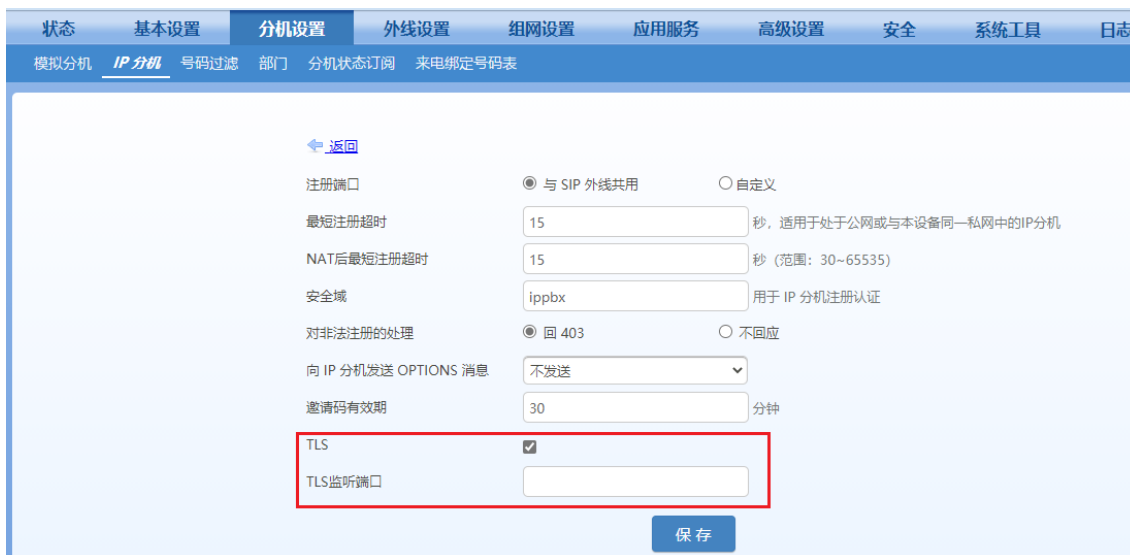 状态 基本设置 分机设置 外线设置 组网设置 应用服务 高级设置 安全 系统工具 日志
模拟分机 IP 分机 号码过滤 部门 分机状态订阅 来电绑定号码表
返回
注册端口 与 SIP 外线共用 自定义
最短注册超时 15 秒，适用于处于公网或与本设备同一私网中的IP分机
NAT后最短注册超时 15 秒 (范围：30~65535)
安全域 ippbx 用于 IP 分机注册认证
对非法注册的处理 回 403 不回应
向 IP 分机发送 OPTIONS 消息 不发送
邀请码有效期 30 分钟
TLS
TLS监听端口
保存